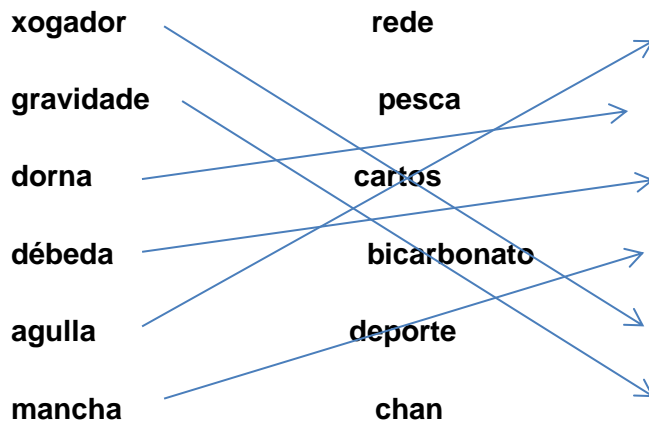 xogador rede
gravidade pesca
dorna cartos
débeda bicarbonato
agulla deporte
mancha chan